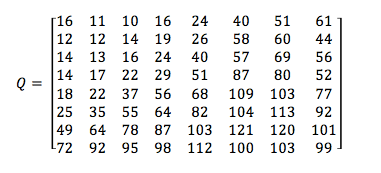 16 11 10 16 24 40 51 61
12 12 14 19 26 58 60 44
14 13 16 24 40 57 69 56
14 17 22 29 51 87 80 52
Q = 18 22 37 56 68 109 103 77
25 35 55 64 82 104 113 92
49 64 78 87 103 121 120 101
72 92 95 98 112 100 103 99